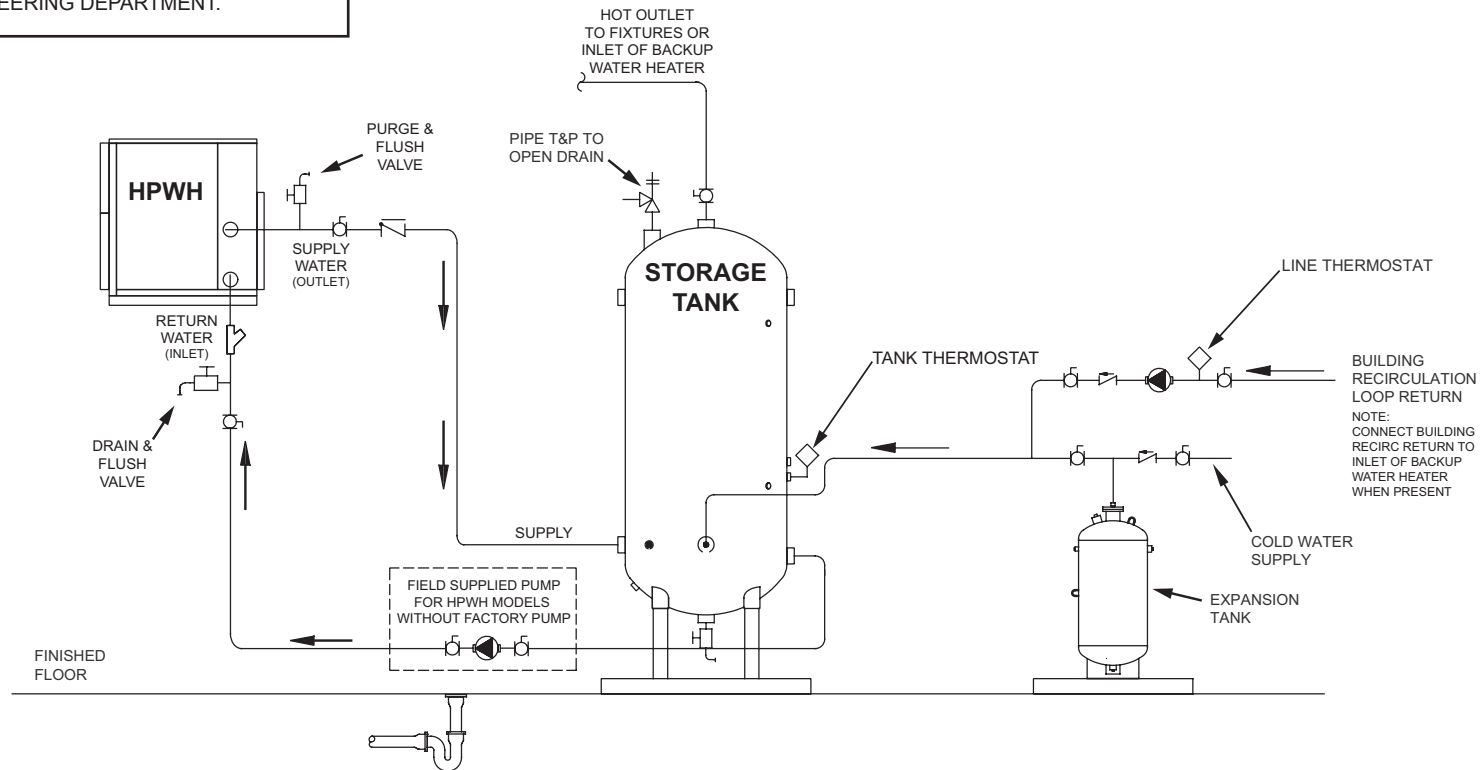 EERING DEPARTMENT.
HOT OUTLET
TO FIXTURES OR
INLET OF BACKUP
WATER HEATER
PURGE &
FLUSH
VALVE
PIPE T&P TO
OPEN DRAIN
HPWH
SUPPLY
WATER
(OUTLET)
STORAGE
TANK
LINE THERMOSTAT
RETURN
WATER
(INLET)
TANK THERMOSTAT
BUILDING
RECIRCULATION
LOOP RETURN
NOTE:
CONNECT BUILDING
RECIRC RETURN TO
INLET OF BACKUP
WATER HEATER
WHEN PRESENT
DRAIN &
FLUSH
VALVE
SUPPLY
COLD WATER
SUPPLY
FIELD SUPPLIED PUMP
FOR HPWH MODELS
WITHOUT FACTORY PUMP
EXPANSION
TANK
FINISHED
FLOOR